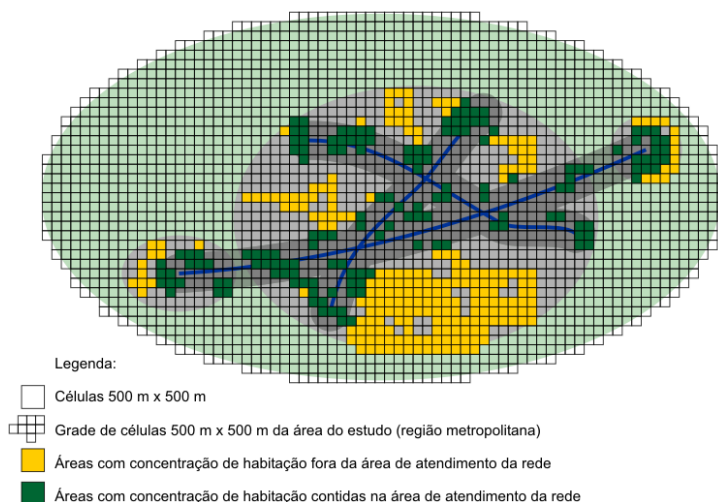 Legenda:
Células 500 m x 500 m
Grade de células 500 m x 500 m da área do estudo (região metropolitana)
Áreas com concentração de habitação fora da área de atendimento da rede
Áreas com concentração de habitação contidas na área de atendimento da rede